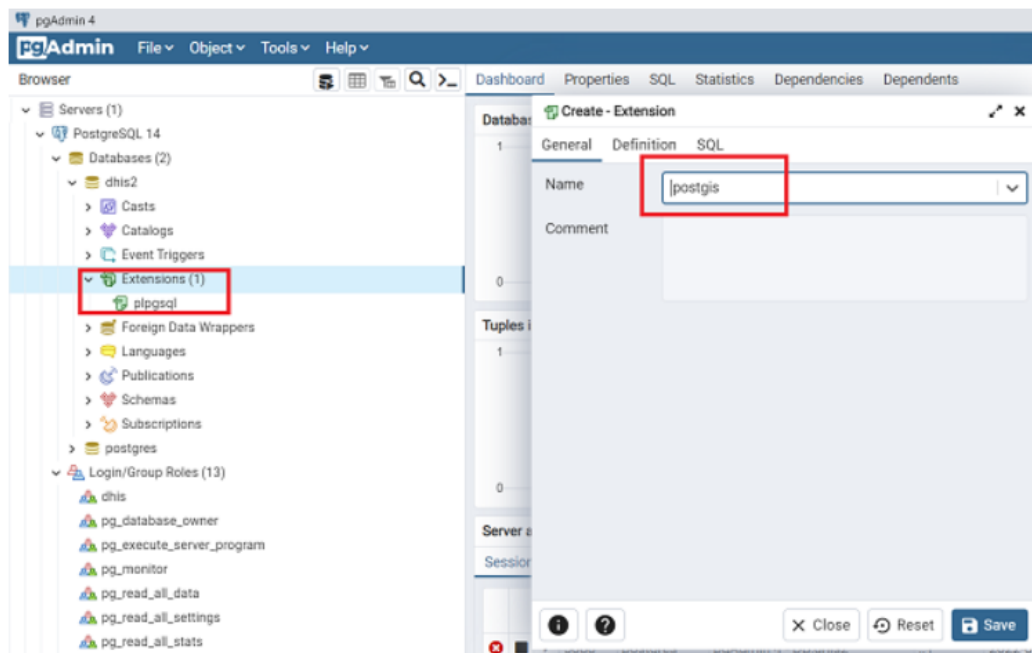 pgAdmin 4
pgAdmin File Object Tools Help
Browser
Dashboard Properties SQL Statistics Dependencies Dependents
Servers (1)
PostgreSQL 14
Databases (2)
dhis2
Casts
Catalogs
Event Triggers
Extensions (1)
plpgsql
Foreign Data Wrappers
Languages
Publications
Schemas
Subscriptions
postgres
Login/Group Roles (13)
dhis
pg_database_owner
pg_execute_server_program
pg_monitor
pg_read_all_data
pg_read_all_settings
pg_read_all_stats
Databa
1
0
Tuples i
1
0
Server a
Session
Create - Extension
General Definition SQL
Name
postgis
Comment
Close Reset Save